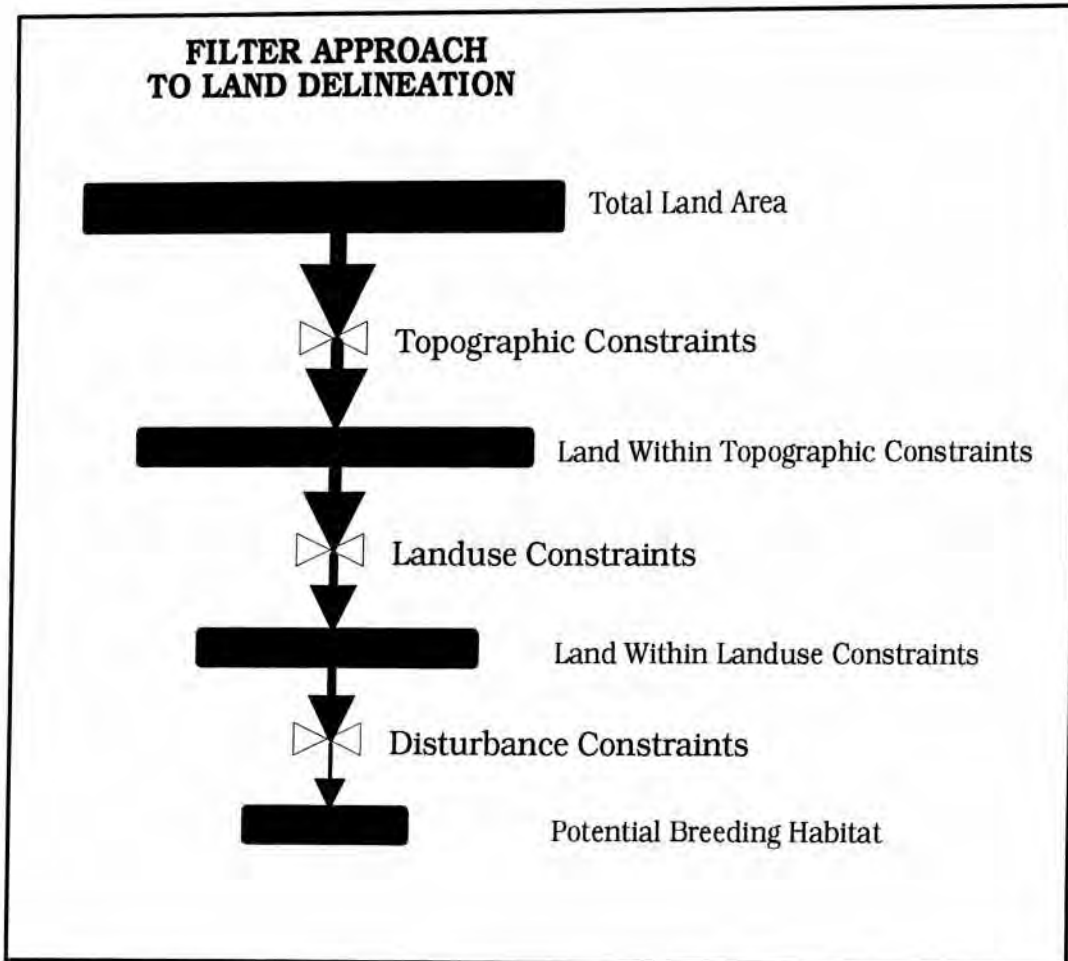 FILTER APPROACH
TO LAND DELINEATION
Total Land Area
Topographic Constraints
Land Within Topographic Constraints
Landuse Constraints
Land Within Landuse Constraints
Disturbance Constraints
Potential Breeding Habitat